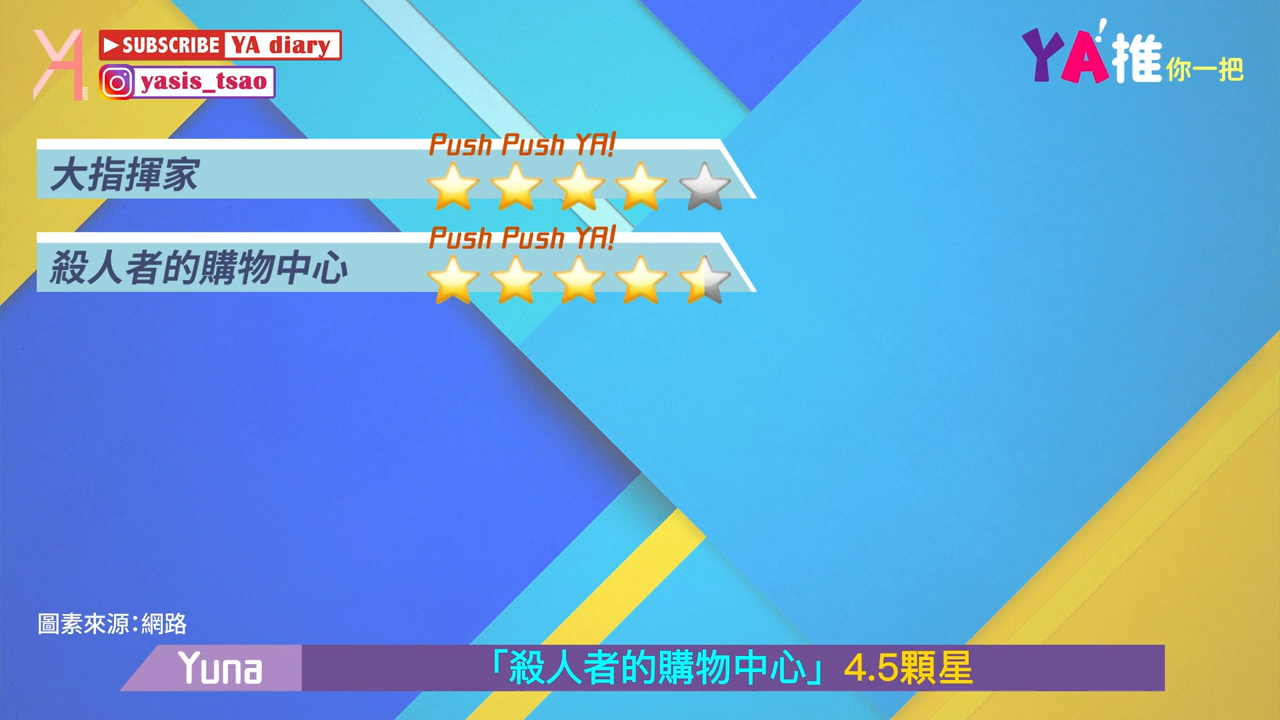 YA
SUBSCRIBE YA diary
yasis_tsao
YA!推你一把
Push Push YA!
大指揮家
Push Push YA!
殺人者的購物中心
圖素來源:網路
Yuna
「殺人者的購物中心」4.5顆星